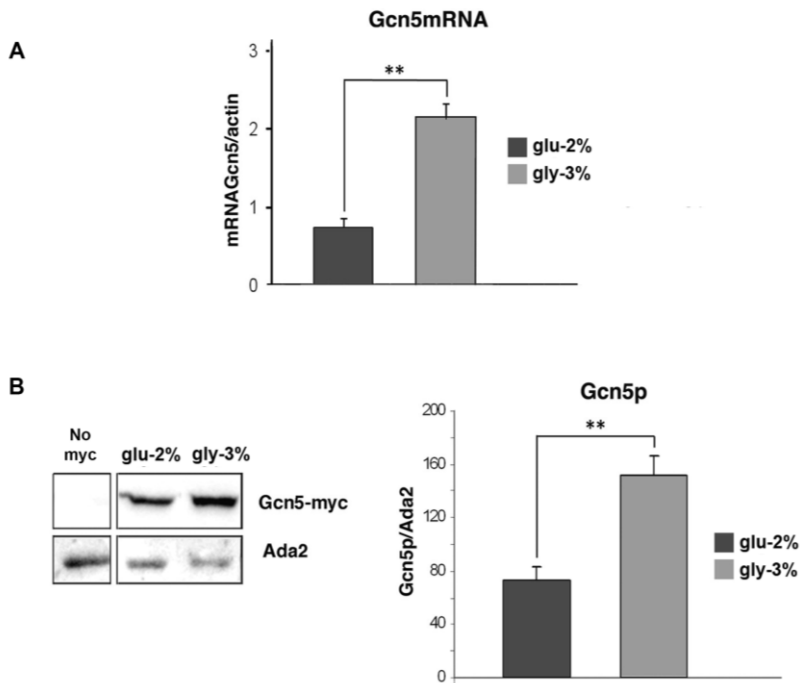 A
Gcn5mRNA
mRNAGcn5/actin
3
2
1
0
**
glu-2%
gly-3%
B
No
myc
glu-2% gly-3%
Gcn5-myc
Ada2
Gcn5p
Gcn5p/Ada2
200
160
120
80
40
0
**
glu-2%
gly-3%